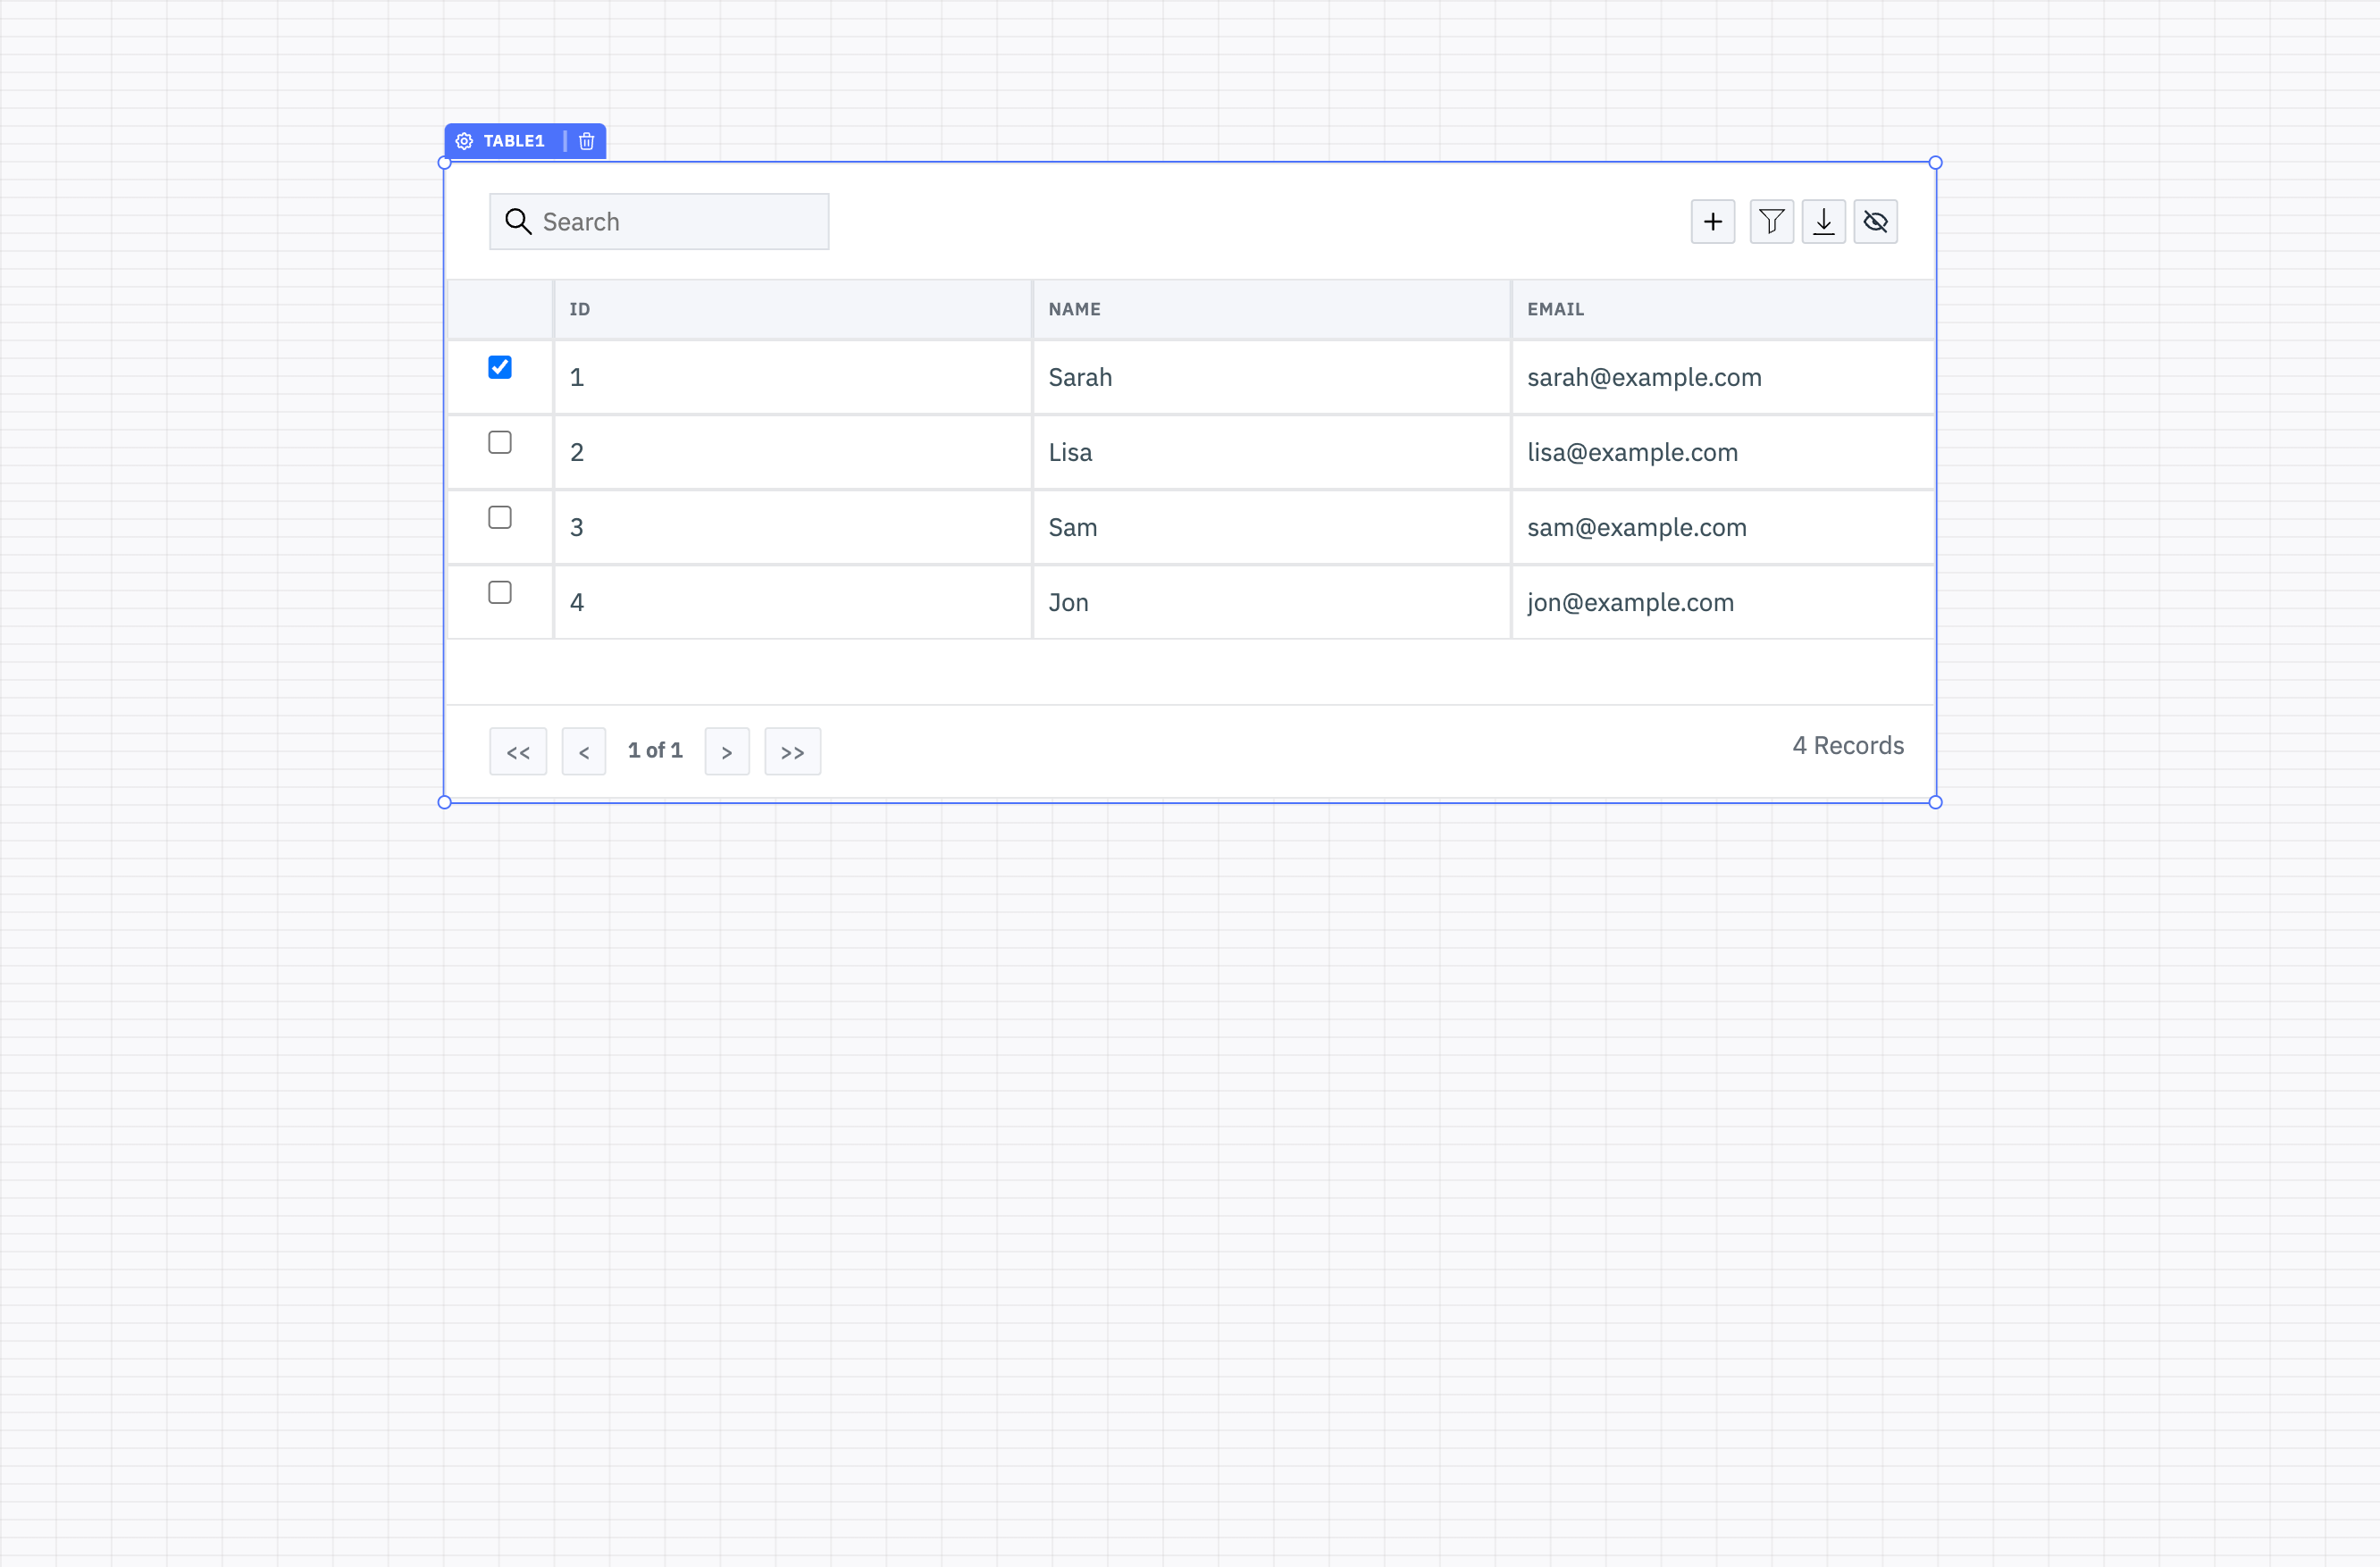 TABLE1
Search
ID NAME EMAIL
1 Sarah sarah@example.com
2 Lisa lisa@example.com
3 Sam sam@example.com
4 Jon jon@example.com
<< < 1 of 1 > >> 4 Records